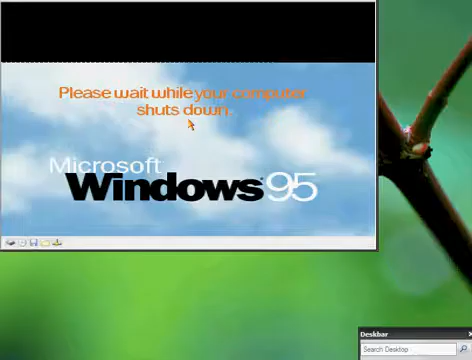 Please wait while your computer
shuts down.
Microsoft
Windows 95
Deskbar
Search Desktop